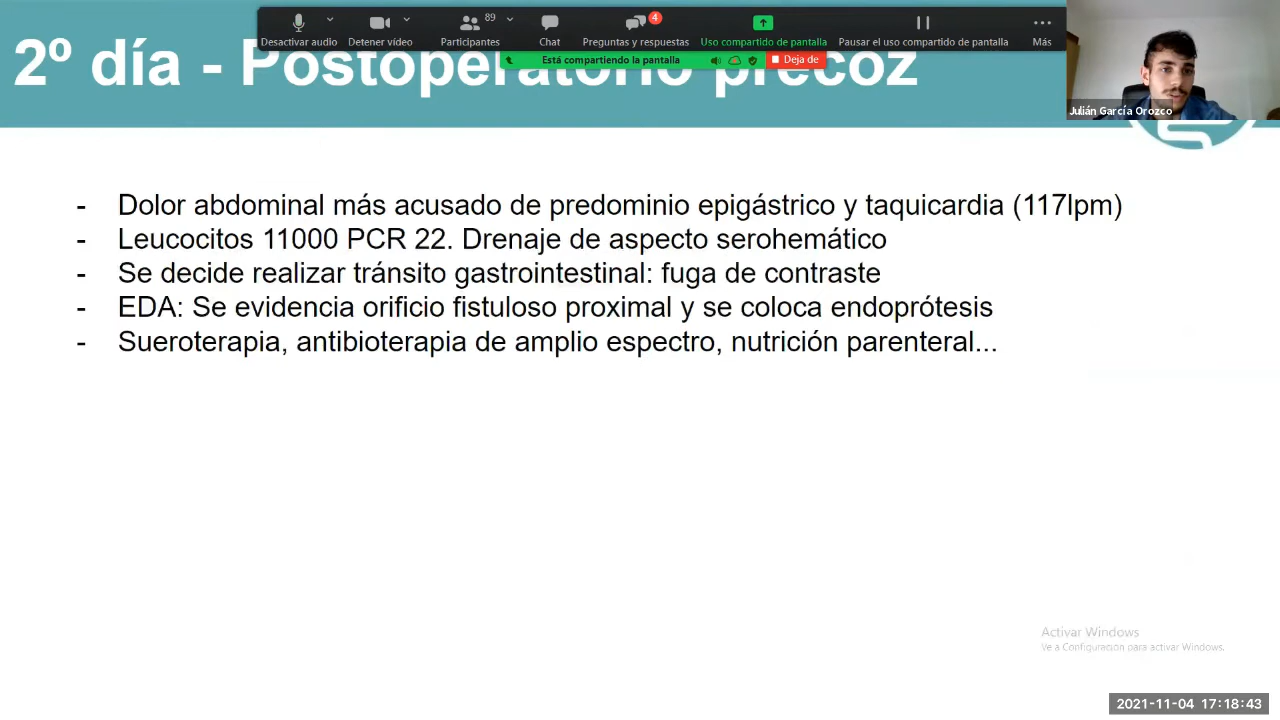 89
4
Desactivar audio
Detener vídeo
Participantes
Chat
Preguntas y respuestas
Uso compartido de pantalla
Pausar el uso compartido de pantalla
Más
Está compartiendo la pantalla
Deja de
2º día - Postoperatorio precoz
Julián García Orozco
- Dolor abdominal más acusado de predominio epigástrico y taquicardia (117lpm)
- Leucocitos 11000 PCR 22. Drenaje de aspecto serohemático
- Se decide realizar tránsito gastrointestinal: fuga de contraste
- EDA: Se evidencia orificio fistuloso proximal y se coloca endoprótesis
- Sueroterapia, antibioterapia de amplio espectro, nutrición parenteral...
Activar Windows
Ve a Configuración para activar Windows.
2021-11-04 17:18:43